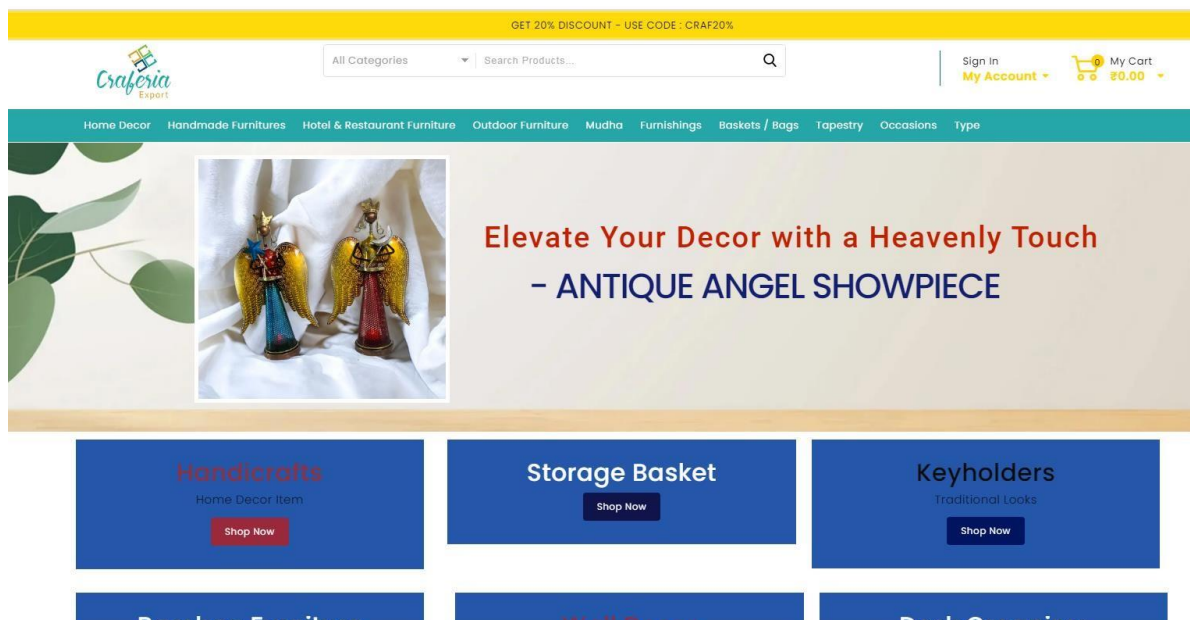 GET 20% DISCOUNT - USE CODE : CRAF20%
Craferia
Export
All Categories
Search Products...
Sign In
My Account
0
My Cart
₹0.00
Home Decor Handmade Furnitures Hotel & Restaurant Furniture Outdoor Furniture Mudha Furnishings Baskets / Bags Tapestry Occasions Type
Elevate Your Decor with a Heavenly Touch
- ANTIQUE ANGEL SHOWPIECE
Handicrafts
Home Decor Item
Shop Now
Storage Basket
Shop Now
Keyholders
Traditional Looks
Shop Now